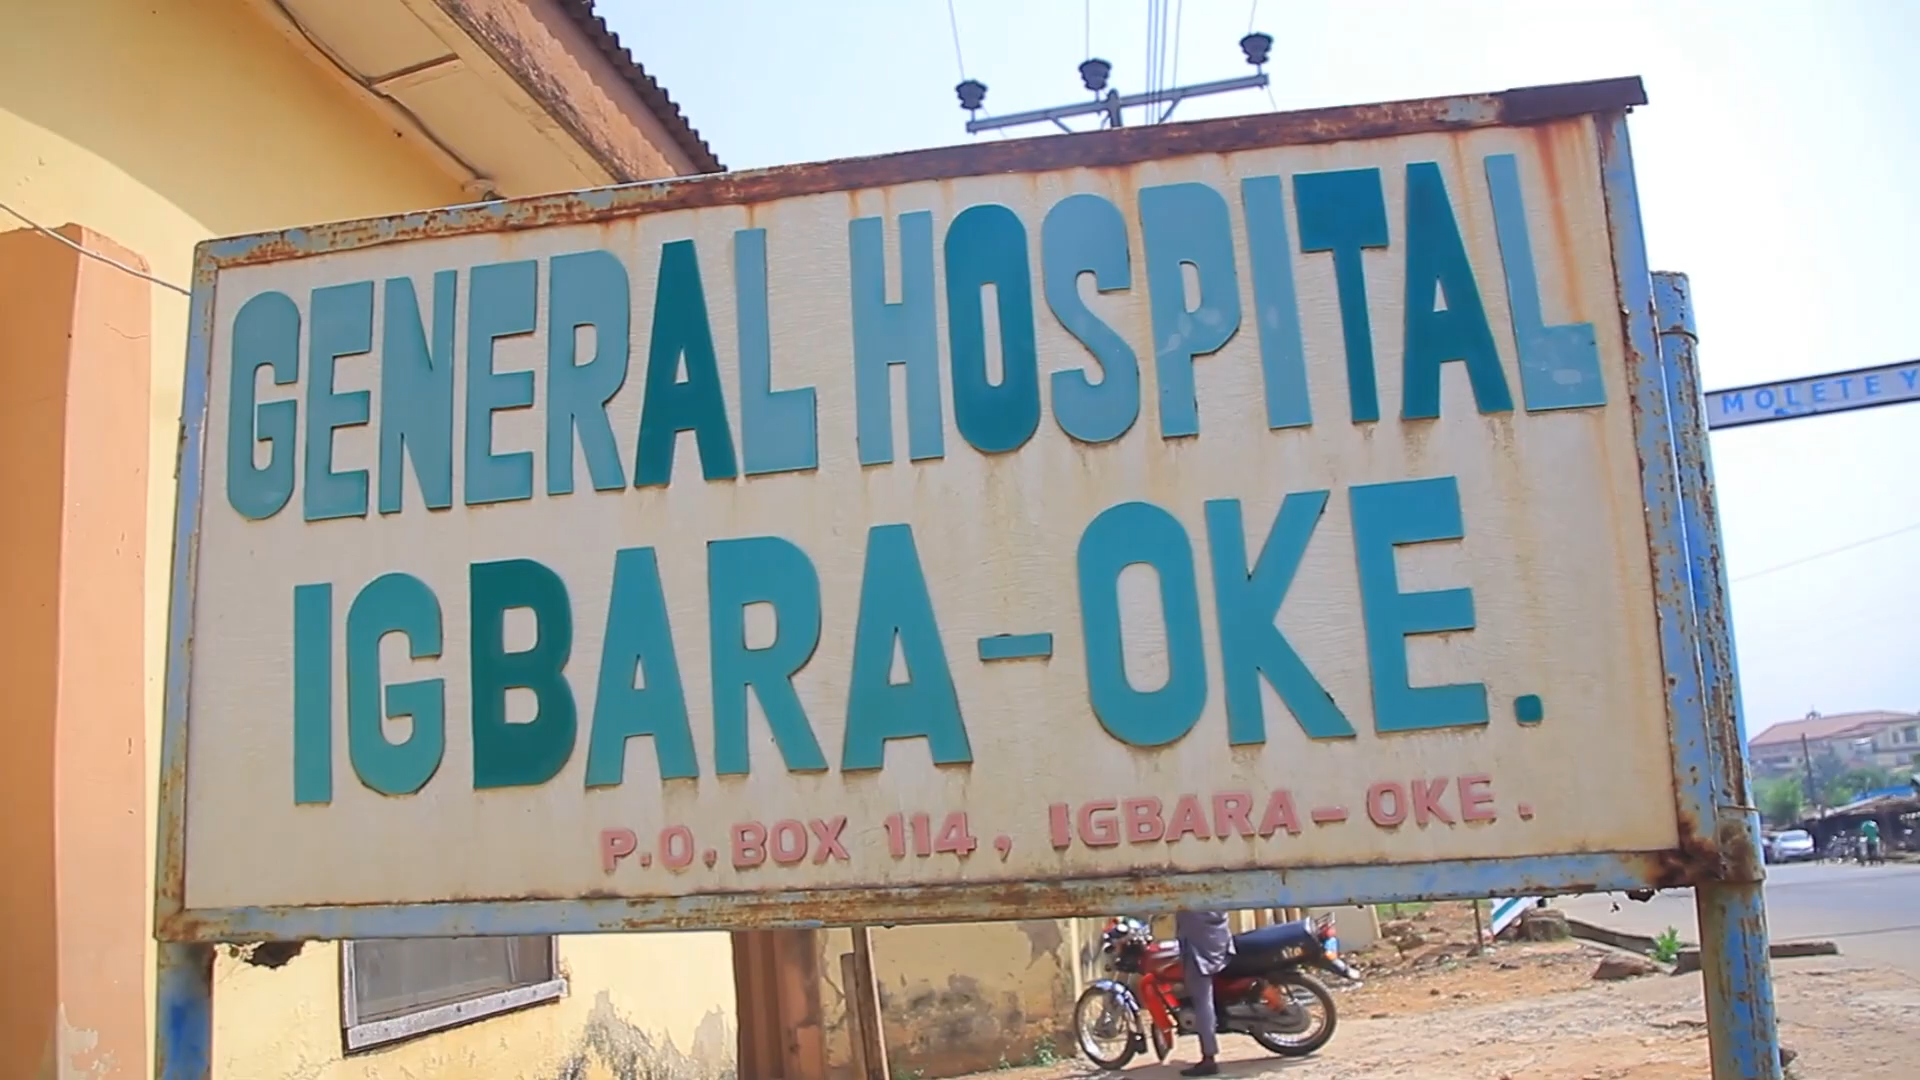 GENERAL HOSPITAL
IGBARA-OKE.
P.O. BOX 114, IGBARA-OKE.
MOLETE